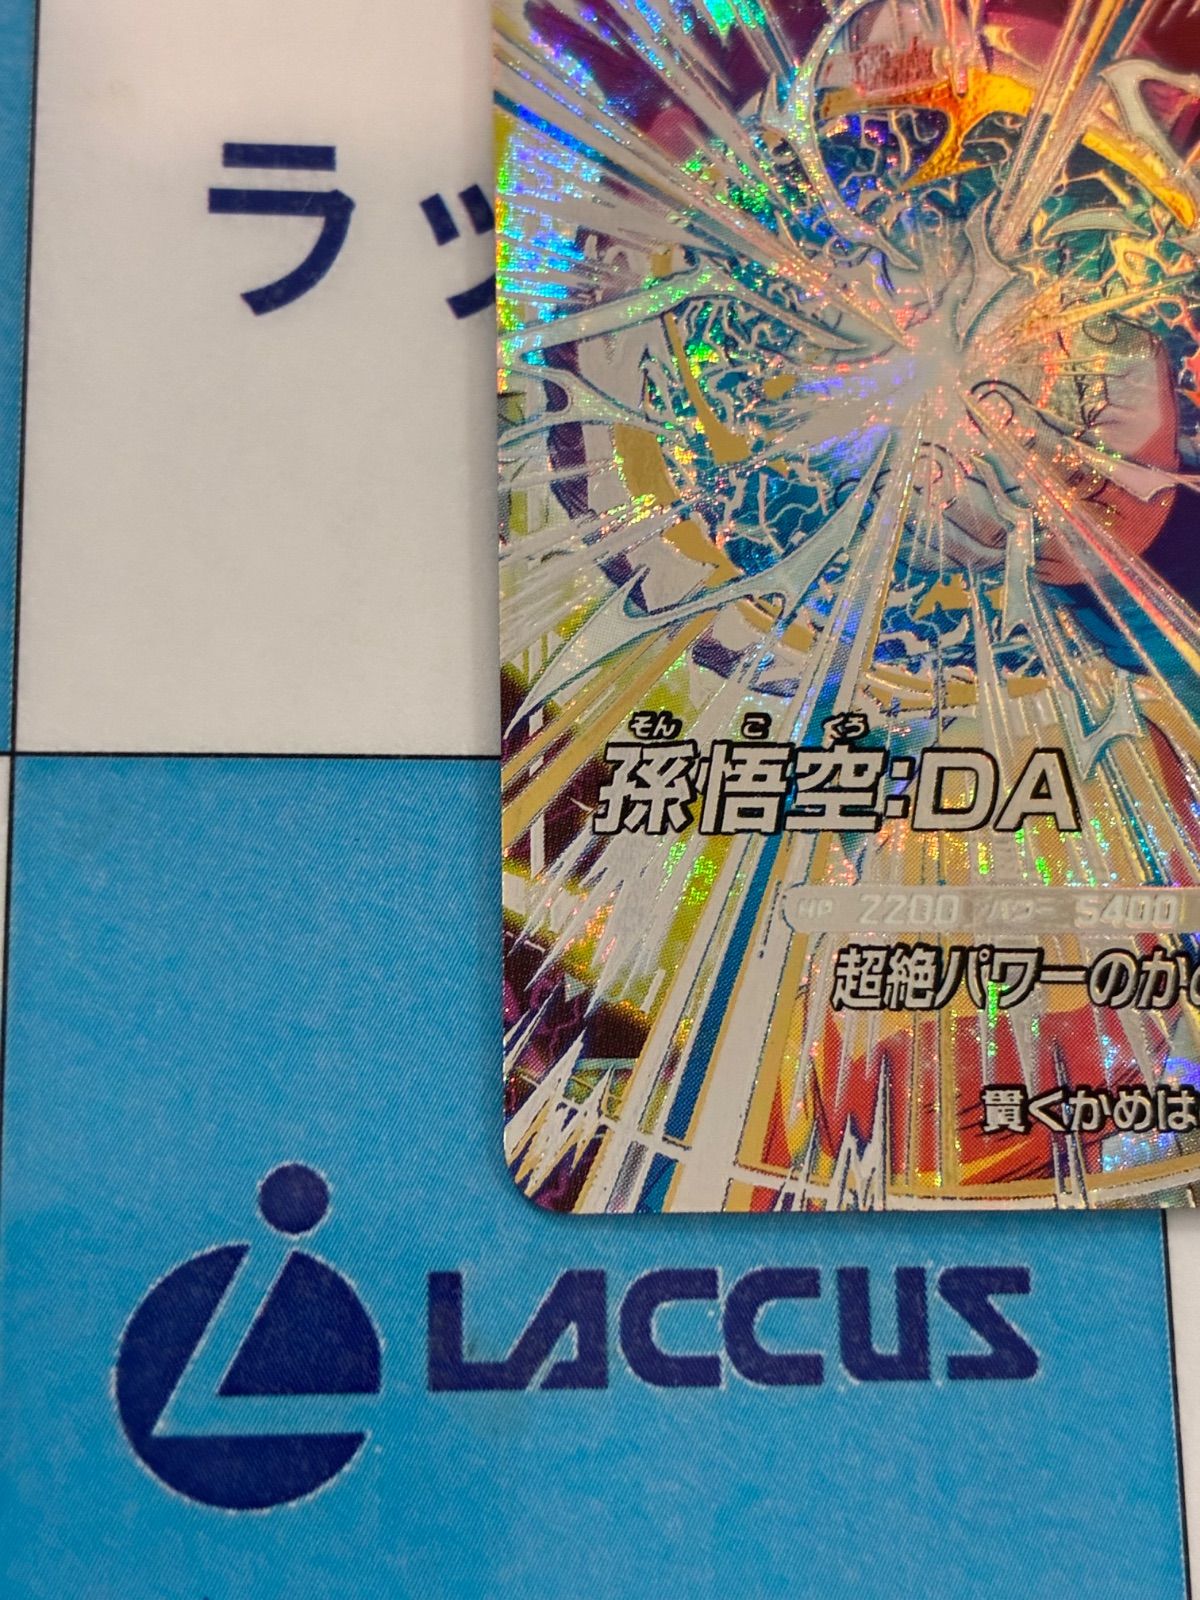 ラッ
そん ご くう
孫悟空:DA
HP 2200 パワー 5400
超絶パワーのかめ
貫くかめは
LACCUS